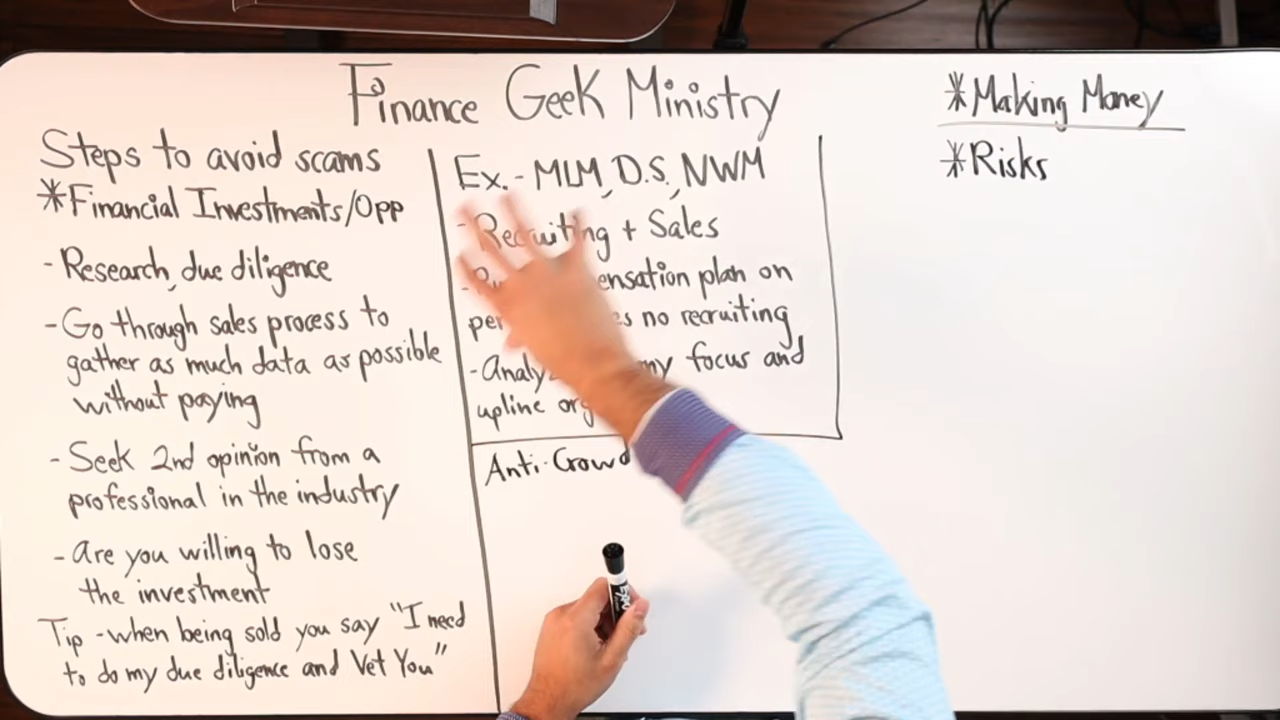 Finance Geek Ministry
Steps to avoid scams
*Financial Investments/Opp
- Research, due diligence
- Go through sales process to
gather as much data as possible
without paying
- Seek 2nd opinion from a
professional in the industry
- Are you willing to lose
the investment
Tip - when being sold you say "I need
to do my due diligence and Vet You"
Ex. - MLM, D.S., NWM
- Recruiting + Sales
plan on
no recruiting
my focus and
upline
Anti-Crowd
*Making Money
*Risks
EXPO